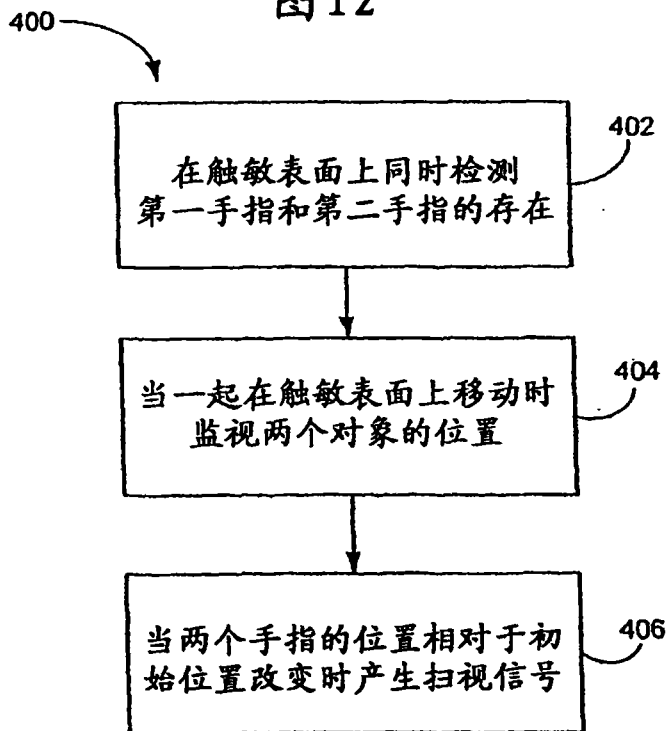 图12
400
402
在触敏表面上同时检测
第一手指和第二手指的存在
404
当一起在触敏表面上移动时
监视两个对象的位置
406
当两个手指的位置相对于初
始位置改变时产生扫视信号